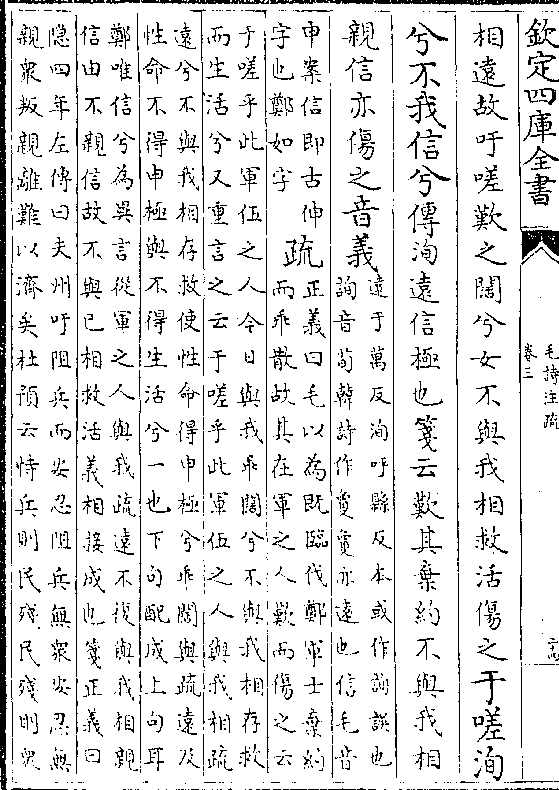 欽定四庫全書
毛詩注疏
卷三
相遠故吁嗟歎之闊兮女不與我相救活傷之于嗟洵
兮不我信兮傳洵遠信極也箋云歎其棄約不與我相
親信亦傷之音義
遠于萬反洵吁縣反本或作詢誤也
詢音荀韓詩作敻敻亦遠也信毛音
申案信即古伸
字也鄭如字
疏
正義曰毛以為既臨伐鄭軍士棄約
而乖散故其在軍之人歎而傷之云
于嗟乎此軍伍之人今日與我乖闊兮不與我相存救
而生活兮又重言之云于嗟乎此軍伍之人與我相疏
遠兮不與我相存救使性命得申極兮乖闊與疏遠及
性命不得申極與不得生活兮一也下句配成上句耳
鄭唯信兮為異言從軍之人與我疏遠不復與我相親
信由不親信故不與已相救活義相接成也箋正義曰
隱四年左傳曰夫州吁阻兵而安忍阻兵無衆安忍無
親衆叛親離難以濟矣杜預云恃兵則民殘民殘則衆